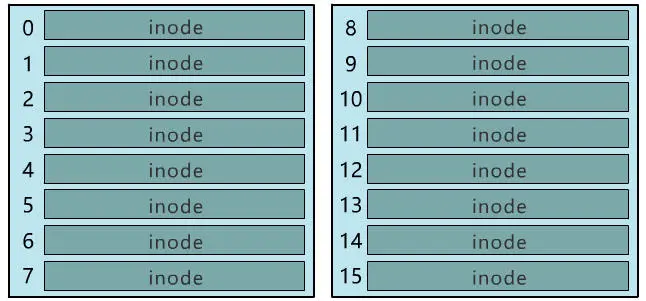 0 inode
1 inode
2 inode
3 inode
4 inode
5 inode
6 inode
7 inode
8 inode
9 inode
10 inode
11 inode
12 inode
13 inode
14 inode
15 inode